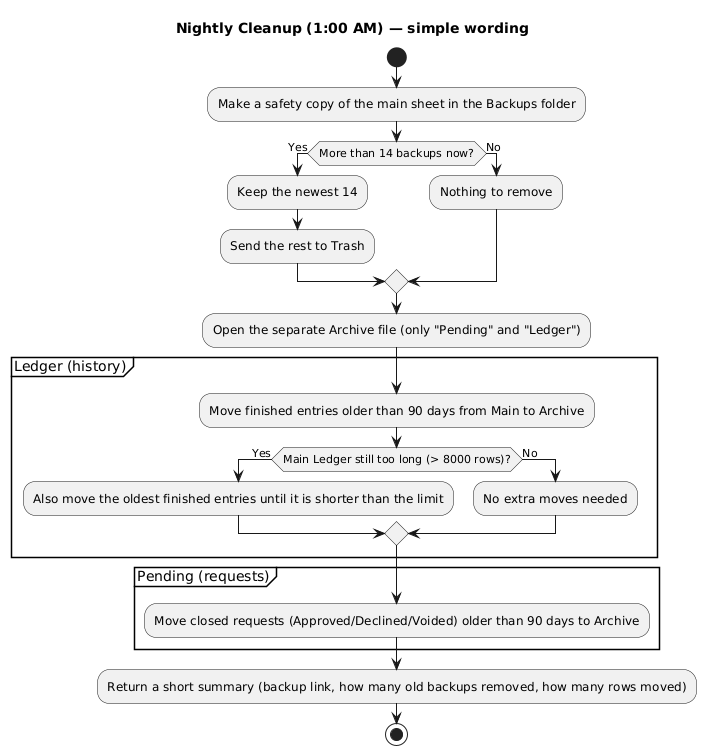 Nightly Cleanup (1:00 AM) — simple wording
Make a safety copy of the main sheet in the Backups folder
Yes
More than 14 backups now?
No
Keep the newest 14
Nothing to remove
Send the rest to Trash
Open the separate Archive file (only "Pending" and "Ledger")
Ledger (history)
Move finished entries older than 90 days from Main to Archive
Yes
Main Ledger still too long (> 8000 rows)?
No
Also move the oldest finished entries until it is shorter than the limit
No extra moves needed
Pending (requests)
Move closed requests (Approved/Declined/Voided) older than 90 days to Archive
Return a short summary (backup link, how many old backups removed, how many rows moved)